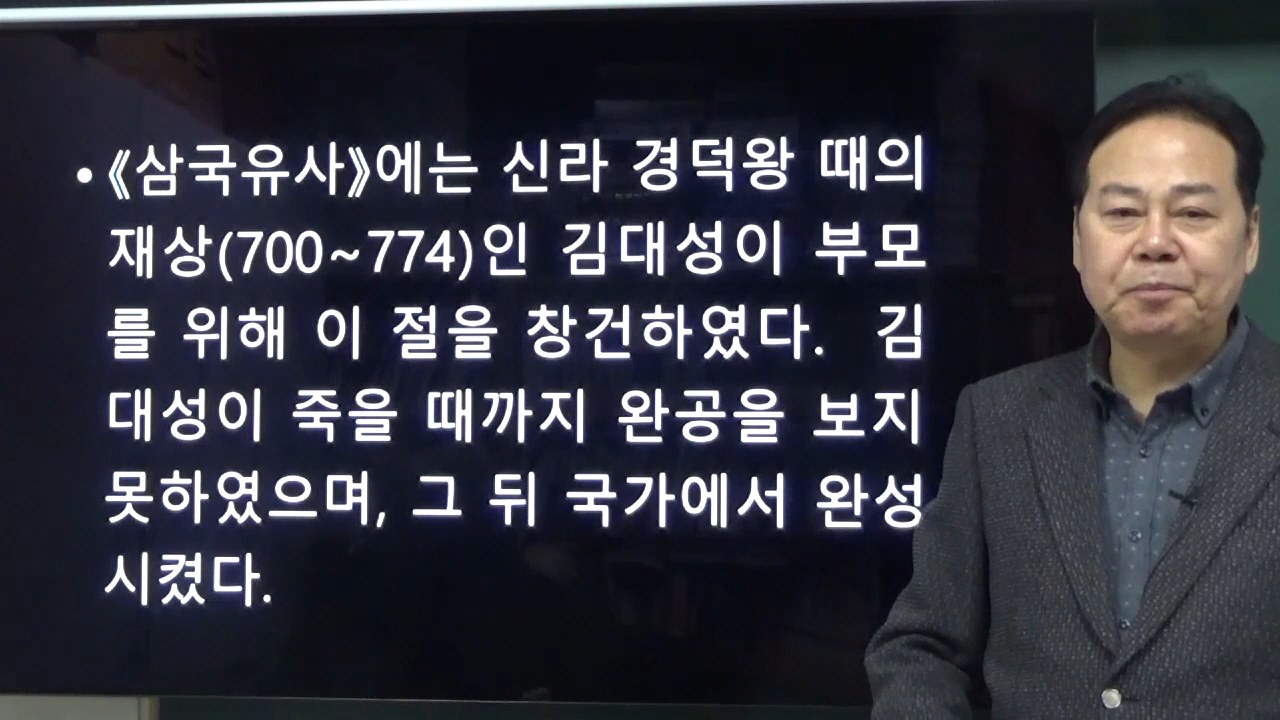 • 《삼국유사》에는 신라 경덕왕 때의
재상(700~774)인 김대성이 부모
를 위해 이 절을 창건하였다. 김
대성이 죽을 때까지 완공을 보지
못하였으며, 그 뒤 국가에서 완성
시켰다.